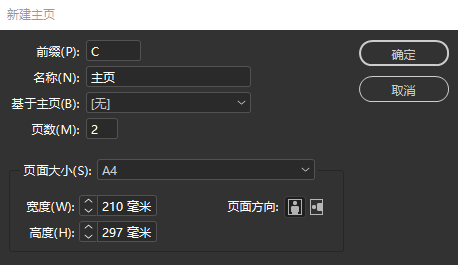 新建主页
前缀(P): C
确定
名称(N): 主页
取消
基于主页(B): [无]
页数(M): 2
页面大小(S): A4
宽度(W): 210 毫米 页面方向:
高度(H): 297 毫米